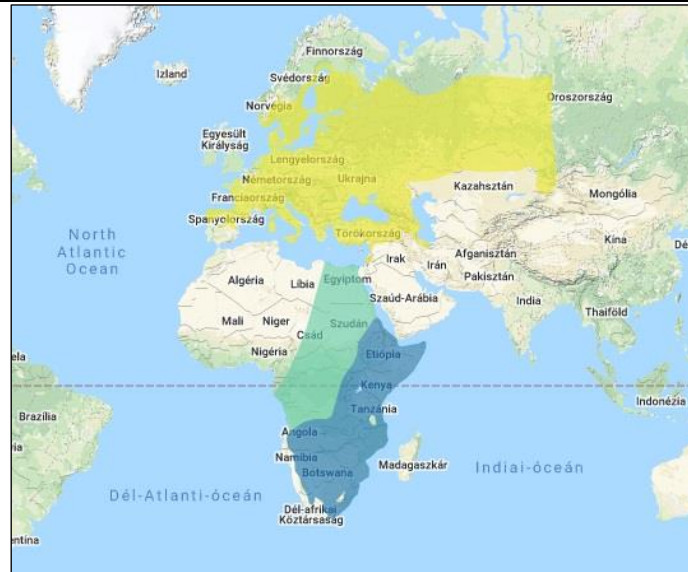 Finnország
Izland
Svédország
Norvégia
Oroszország
Egyesült
Királyság
Lengyelország
Németország
Ukrajna
Kazahsztán
Mongólia
Franciaország
Spanyolország
Törökország
North
Atlantic
Ocean
Afganisztán
Kína
Irak
Irán
Pakisztán
Algéria
Líbia
Egyiptom
Szaúd-Arábia
India
Thaiföld
Mali
Niger
Csád
Szudán
Nigéria
Etiópia
Kenya
Indonézia
Tanzánia
Brazília
Angola
Namíbia
Botswana
Madagaszkár
Indiai-óceán
Dél-Atlanti-óceán
Dél-afrikai
Köztársaság